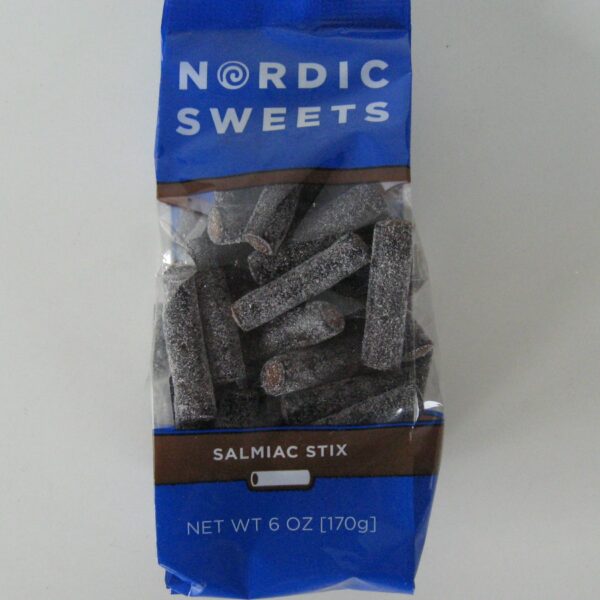 NORDIC
SWEETS
SALMIAC STIX
NET WT 6 OZ [170g]